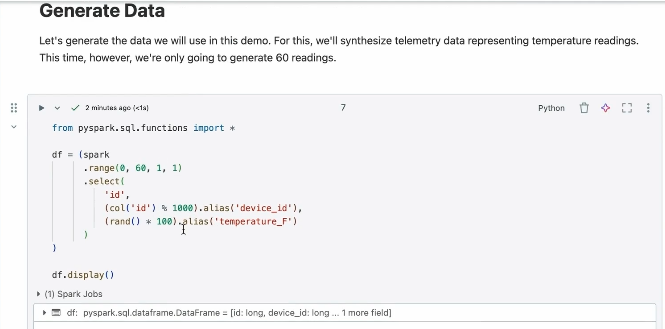 Generate Data
Let's generate the data we will use in this demo. For this, we'll synthesize telemetry data representing temperature readings.
This time, however, we're only going to generate 60 readings.
2 minutes ago (<1s)
7
Python
from pyspark.sql.functions import *
df = (spark
.range(0, 60, 1, 1)
.select(
'id',
(col('id') % 1000).alias('device_id'),
(rand() * 100).alias('temperature_F')
)
)
df.display()
(1) Spark Jobs
df: pyspark.sql.dataframe.DataFrame = [id: long, device_id: long ... 1 more field]